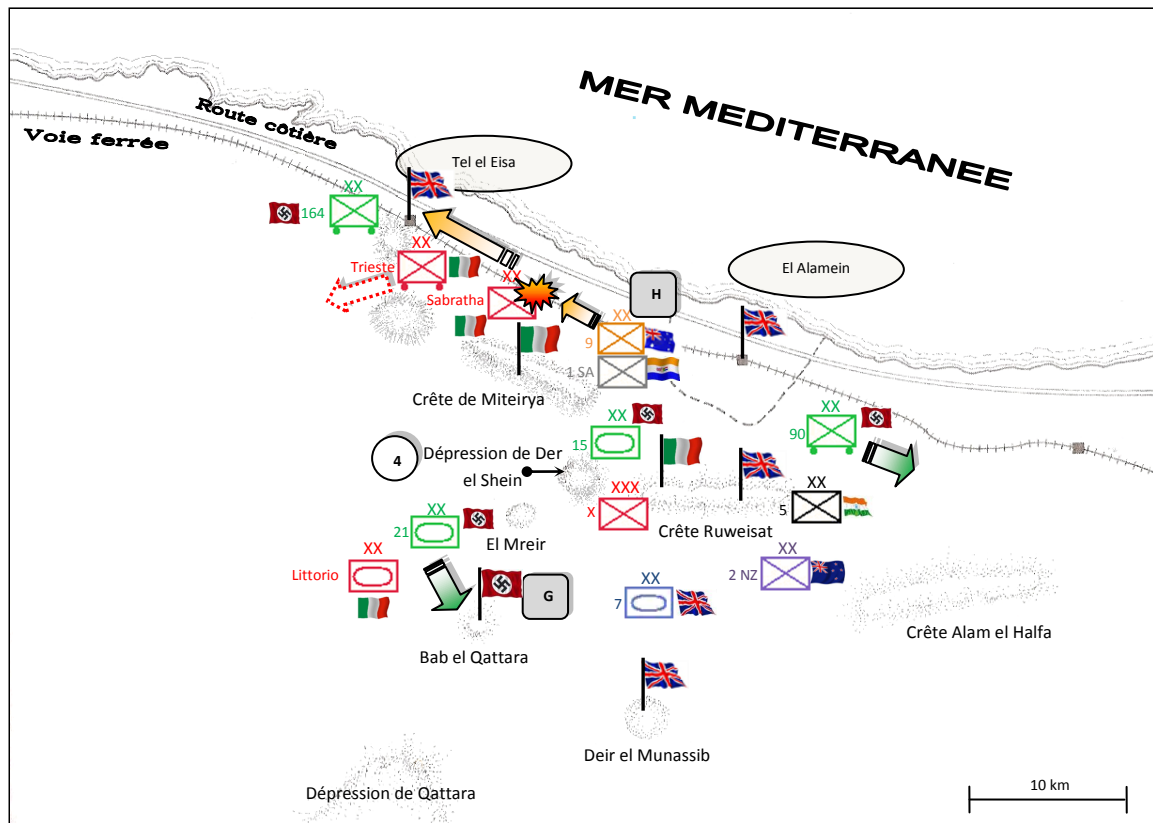 MER MEDITERRANEE
Route côtière
Voie ferrée
Tel el Eisa
XX
164
XX
Trieste
XX
Sabratha
H
El Alamein
XX
9
1 SA
Crête de Miteirya
XX
15
XX
90
4
Dépression de Der
el Shein
XXX
X
Crête Ruweisat
XX
5
XX
21
El Mreir
XX
Littorio
G
XX
7
XX
2 NZ
Bab el Qattara
Crête Alam el Halfa
Deir el Munassib
Dépression de Qattara
10 km